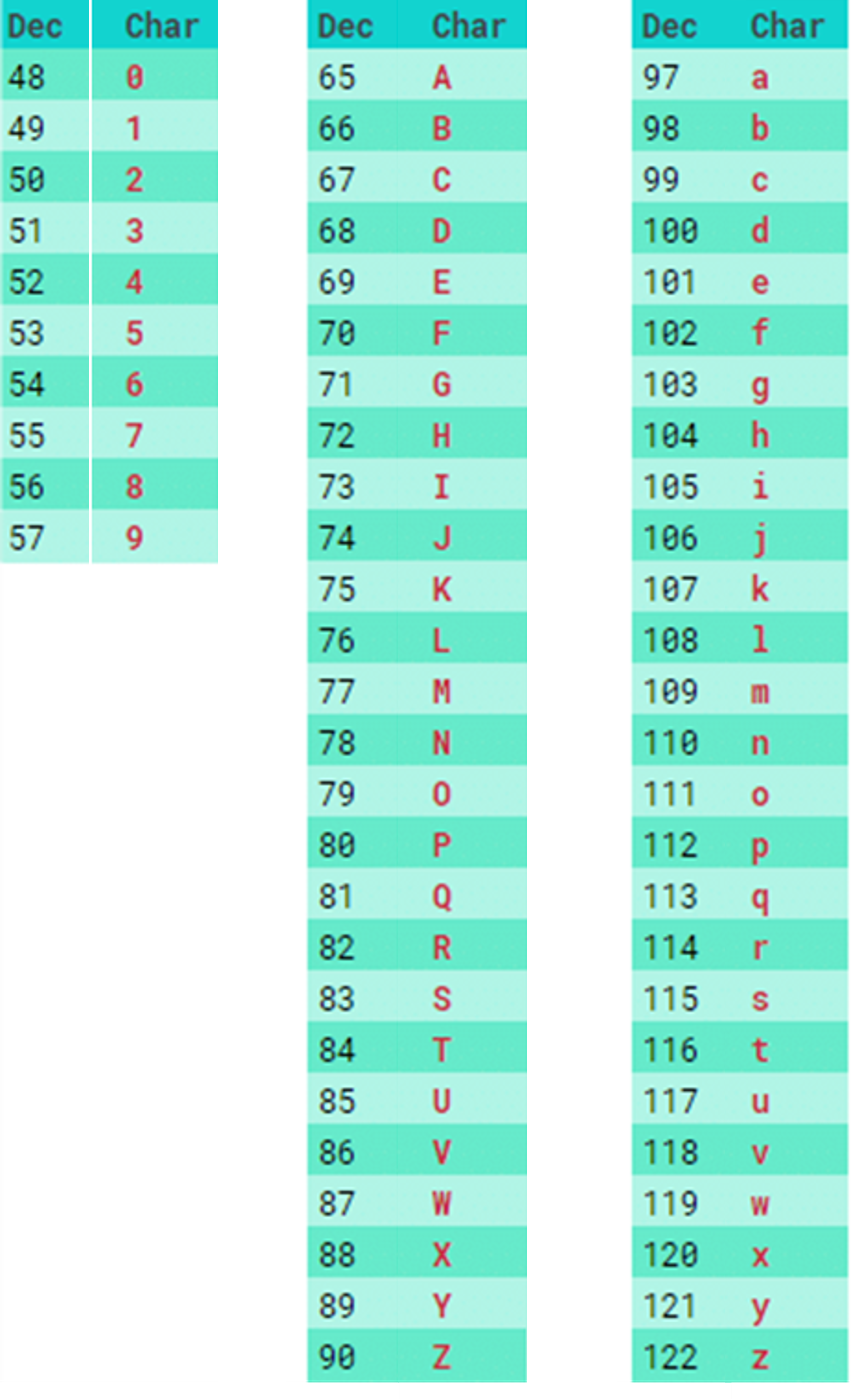 Dec Char Dec Char Dec Char
48 0 65 A 97 a
49 1 66 B 98 b
50 2 67 C 99 c
51 3 68 D 100 d
52 4 69 E 101 e
53 5 70 F 102 f
54 6 71 G 103 g
55 7 72 H 104 h
56 8 73 I 105 i
57 9 74 J 106 j
75 K 107 k
76 L 108 l
77 M 109 m
78 N 110 n
79 O 111 o
80 P 112 p
81 Q 113 q
82 R 114 r
83 S 115 s
84 T 116 t
85 U 117 u
86 V 118 v
87 W 119 w
88 X 120 x
89 Y 121 y
90 Z 122 z